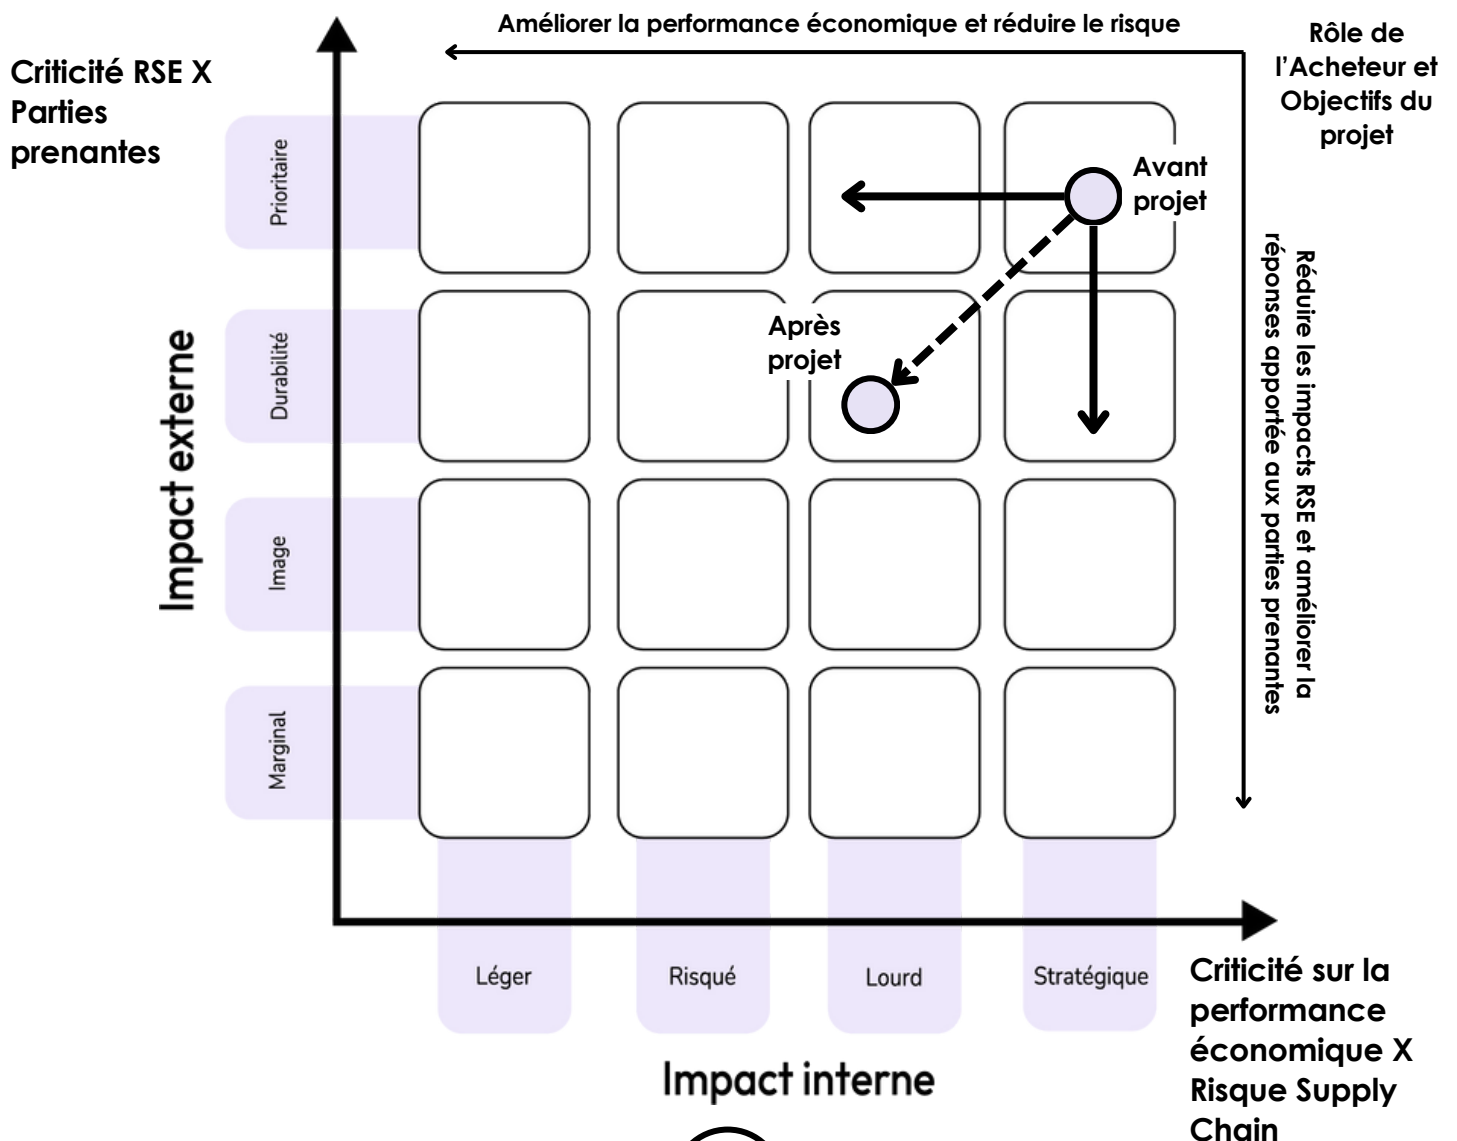 Améliorer la performance économique et réduire le risque
Rôle de
l’Acheteur et
Objectifs du
projet
Criticité RSE X
Parties
prenantes
Prioritaire
Avant
projet
Réduire les impacts RSE et améliorer la
réponses apportée aux parties prenantes
Après
projet
Durabilité
Impact externe
Image
Marginal
Léger
Risqué
Lourd
Stratégique
Criticité sur la
performance
économique X
Risque Supply
Chain
Impact interne